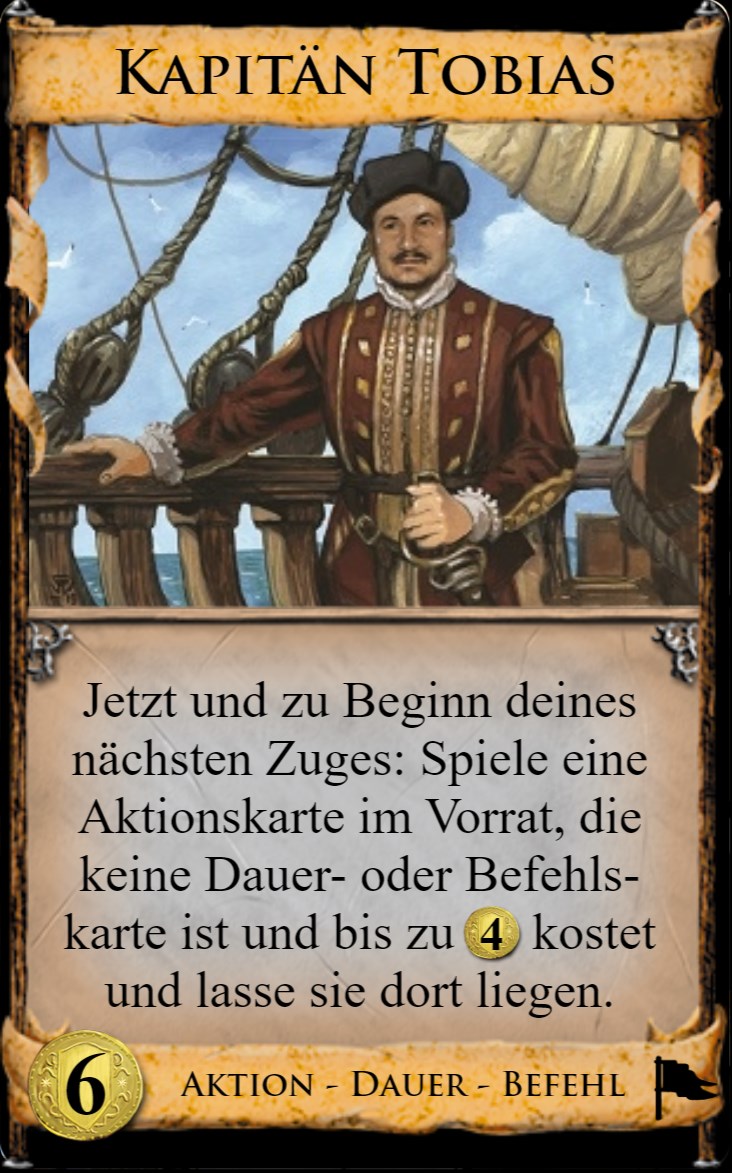 Kapitän Tobias
Jetzt und zu Beginn deines
nächsten Zuges: Spiele eine
Aktionskarte im Vorrat, die
keine Dauer- oder Befehls-
karte ist und bis zu 4 kostet
und lasse sie dort liegen.
6 Aktion - Dauer - Befehl